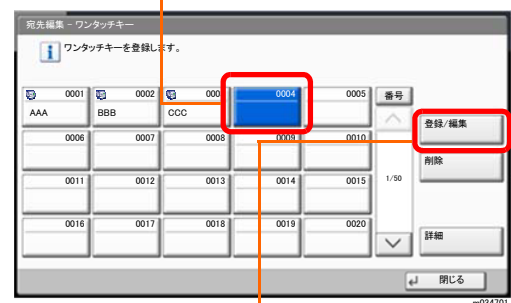 宛先編集 - ワンタッチキー
ワンタッチキーを登録します。
0001 0002 0003 0004 0005 番号
AAA BBB CCC
登録/編集
0006 0007 0008 0009 0010
削除
0011 0012 0013 0014 0015 1/50
0016 0017 0018 0019 0020
詳細
閉じる
m034701